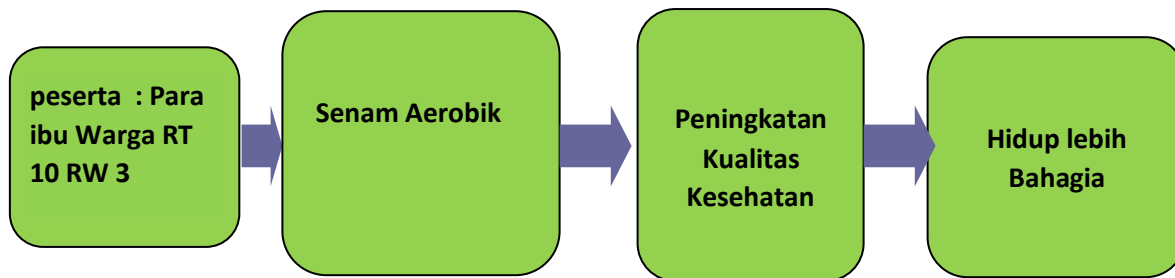 peserta  : Para
ibu Warga RT
10 RW 3
Senam Aerobik
Peningkatan
Kualitas
Kesehatan
Hidup lebih
Bahagia